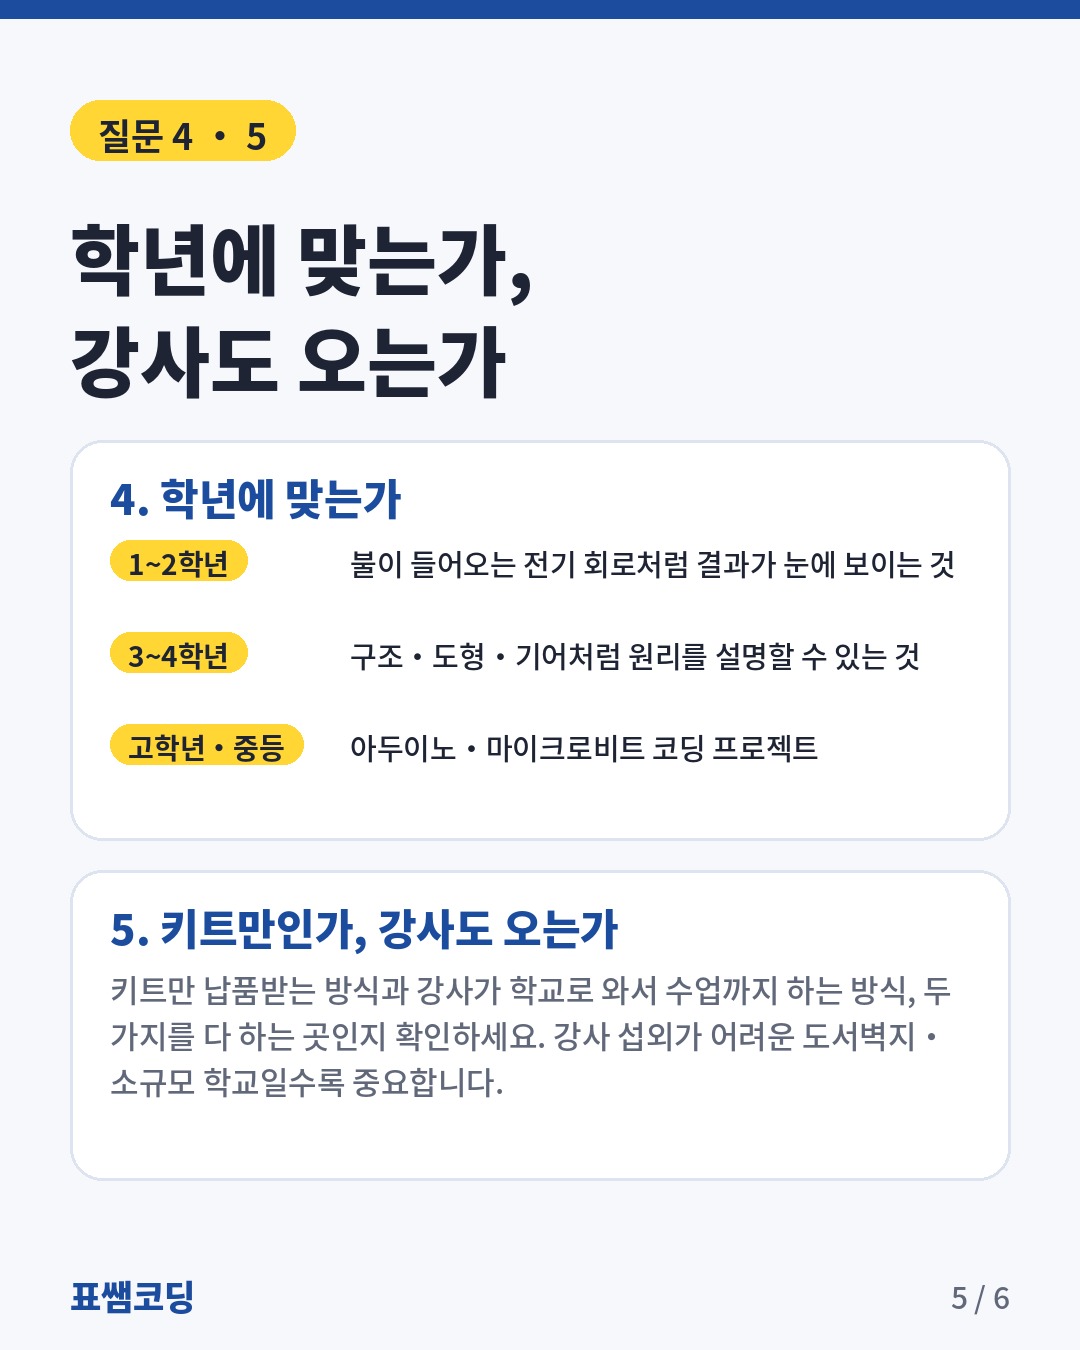 질문 4 · 5
학년에 맞는가,
강사도 오는가
4. 학년에 맞는가
1~2학년 불이 들어오는 전기 회로처럼 결과가 눈에 보이는 것
3~4학년 구조·도형·기어처럼 원리를 설명할 수 있는 것
고학년·중등 아두이노·마이크로비트 코딩 프로젝트
5. 키트만인가, 강사도 오는가
키트만 납품받는 방식과 강사가 학교로 와서 수업까지 하는 방식, 두
가지를 다 하는 곳인지 확인하세요. 강사 섭외가 어려운 도서벽지·
소규모 학교일수록 중요합니다.
표쌤코딩
5 / 6